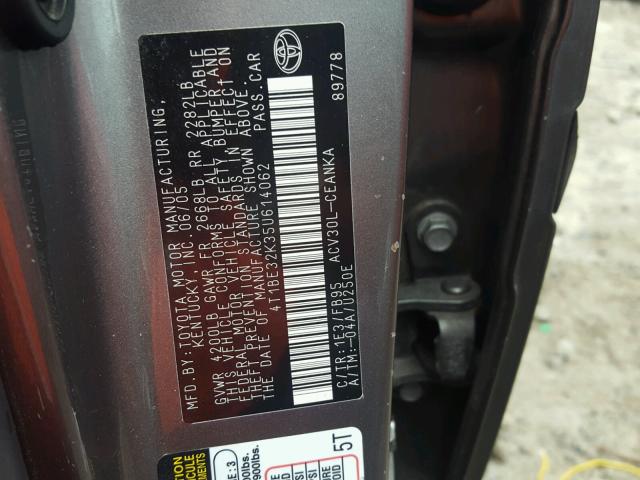 MFD. BY: TOYOTA MOTOR MANUFACTURING,
KENTUCKY, INC. 06/05
GVWR 4200LB GAWR FR 2668LB RR 2282LB
THIS VEHICLE CONFORMS TO ALL APPLICABLE
FEDERAL MOTOR VEHICLE SAFETY, BUMPER, AND
THEFT PREVENTION STANDARDS IN EFFECT ON
THE DATE OF MANUFACTURE SHOWN ABOVE.
4T1BE32K35U614062 PASS. CAR
C/TR: 1E3/FB95 ACV30L-CEANKA 89778
A/TM: -04A/U250E
5T